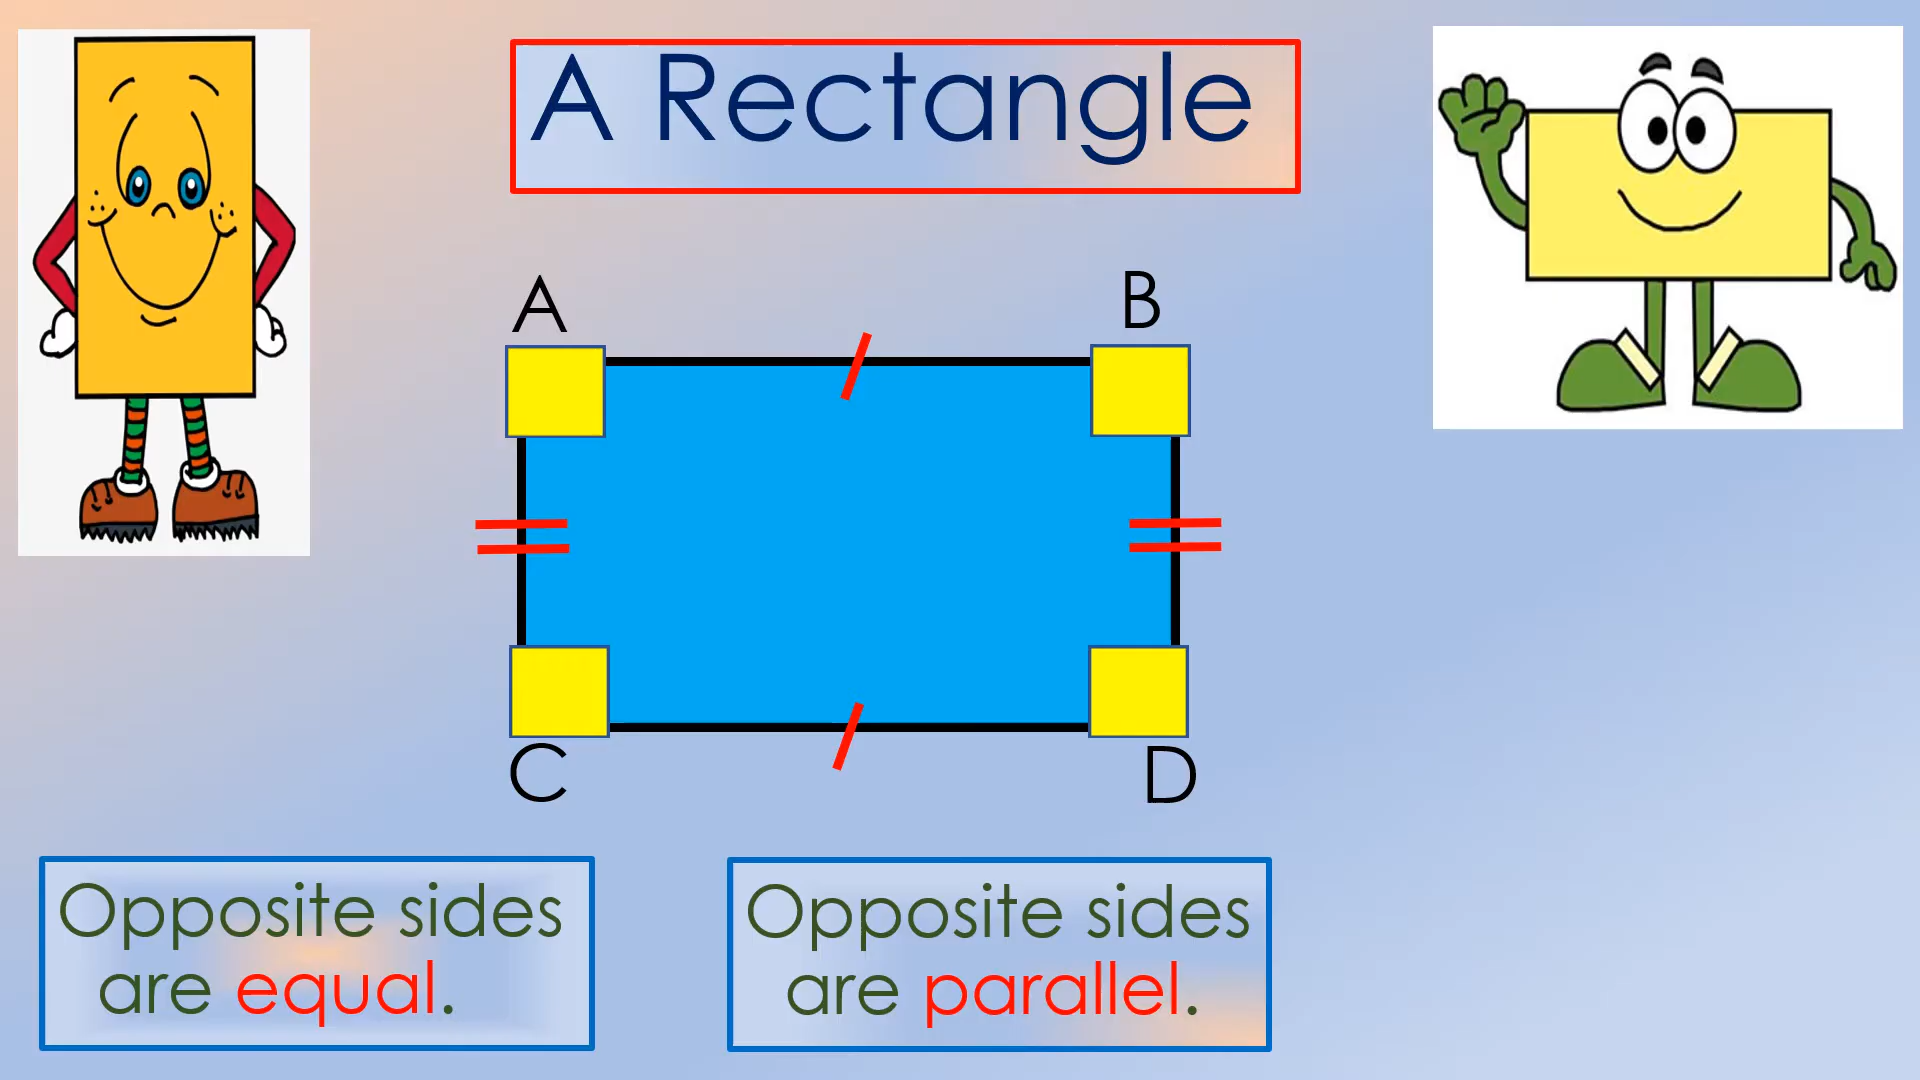 A Rectangle
A
B
C
D
Opposite sides
are equal.
Opposite sides
are parallel.